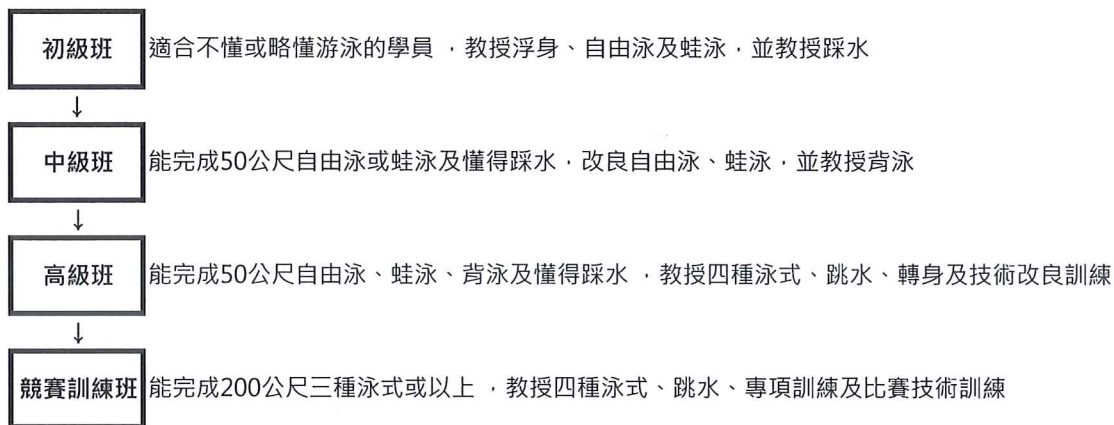 初級班 適合不懂或略懂游泳的學員，教授浮身、自由泳及蛙泳，並教授踩水
↓
中級班 能完成50公尺自由泳或蛙泳及懂得踩水，改良自由泳、蛙泳，並教授背泳
↓
高級班 能完成50公尺自由泳、蛙泳、背泳及懂得踩水，教授四種泳式、跳水、轉身及技術改良訓練
↓
競賽訓練班 能完成200公尺三種泳式或以上，教授四種泳式、跳水、專項訓練及比賽技術訓練